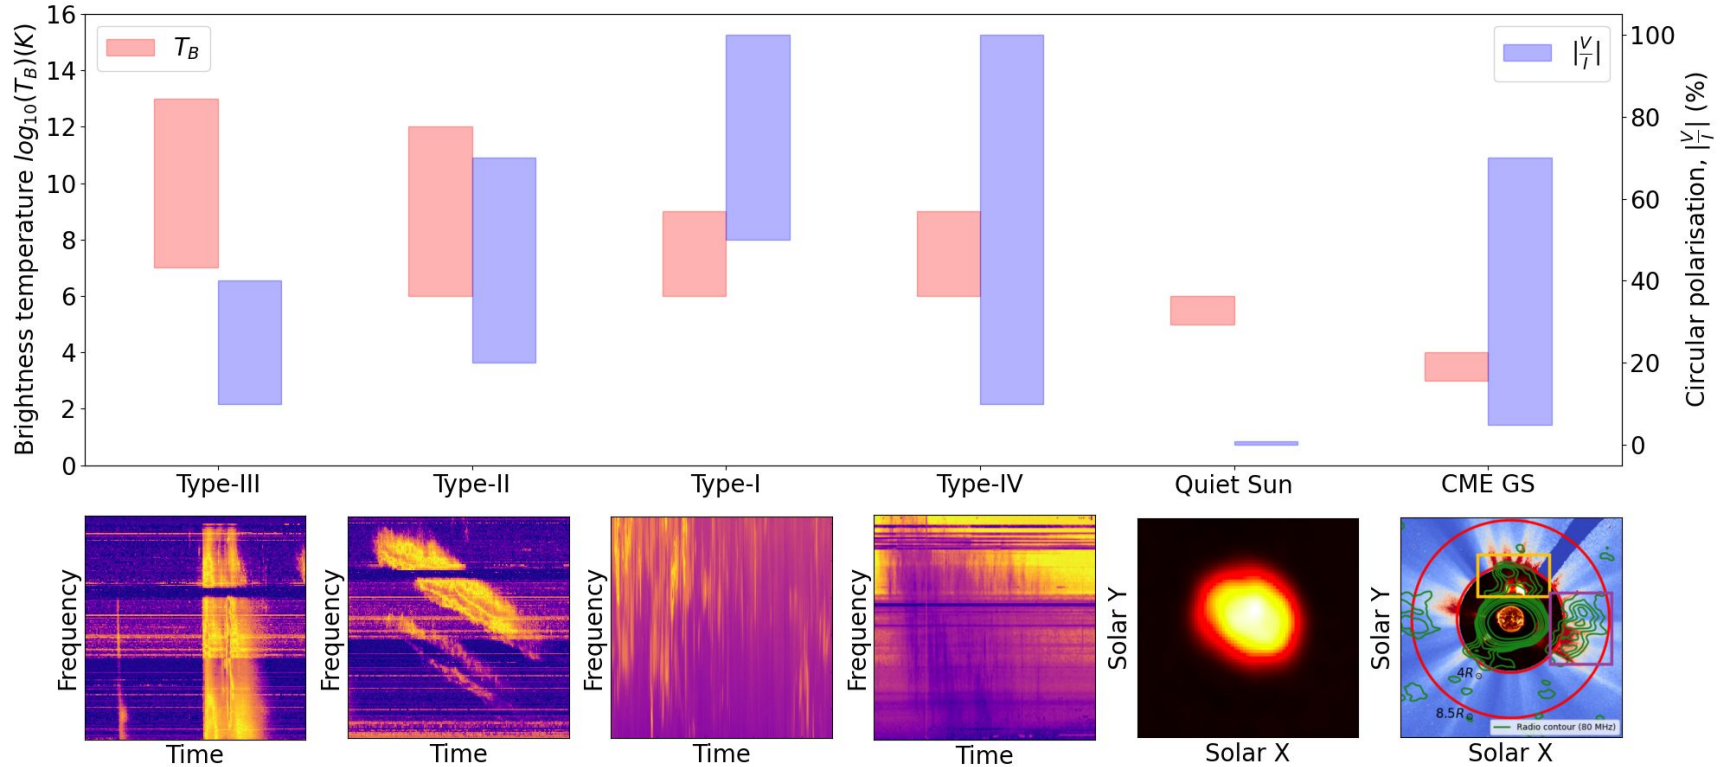 Brightness temperature log₁₀(T_B)(K)
16
14
12
10
8
6
4
2
0
T_B
|V/I|
100
80
60
40
20
0
Circular polarisation, |V/I| (%)
Type-III
Type-II
Type-I
Type-IV
Quiet Sun
CME GS
Frequency
Time
Frequency
Time
Frequency
Time
Frequency
Time
Solar Y
Solar X
Solar Y
4R☉
8.5R☉
Radio contour (80 MHz)
Solar X